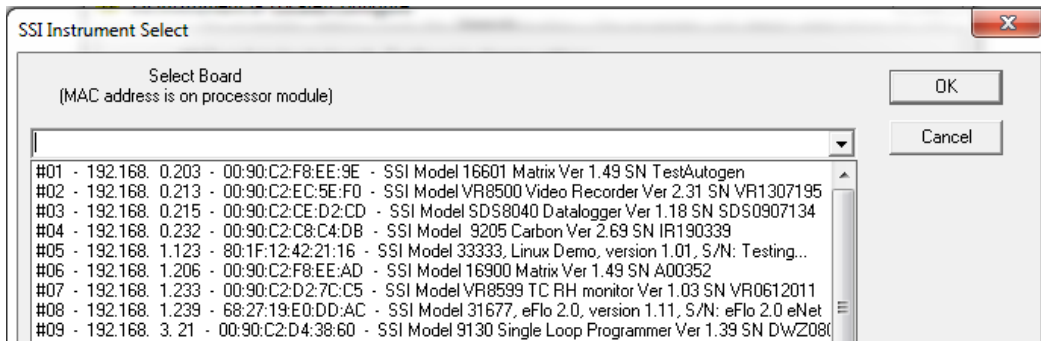 SSI Instrument Select
Select Board
(MAC address is on processor module)
OK
Cancel
#01 - 192.168. 0.203 - 00:90:C2:F8:EE:9E - SSI Model 16601 Matrix Ver 1.49 SN TestAutogen
#02 - 192.168. 0.213 - 00:90:C2:EC:5E:F0 - SSI Model VR8500 Video Recorder Ver 2.31 SN VR1307195
#03 - 192.168. 0.215 - 00:90:C2:CE:D2:CD - SSI Model SDS8040 Datalogger Ver 1.18 SN SDS0907134
#04 - 192.168. 0.232 - 00:90:C2:C8:C4:DB - SSI Model 9205 Carbon Ver 2.69 SN IR190339
#05 - 192.168. 1.123 - 80:1F:12:42:21:16 - SSI Model 33333, Linux Demo, version 1.01, S/N: Testing...
#06 - 192.168. 1.206 - 00:90:C2:F8:EE:AD - SSI Model 16900 Matrix Ver 1.49 SN A00352
#07 - 192.168. 1.233 - 00:90:C2:D2:7C:C5 - SSI Model VR8599 TC RH monitor Ver 1.03 SN VR0612011
#08 - 192.168. 1.239 - 68:27:19:E0:DD:AC - SSI Model 31677, eFlo 2.0, version 1.11, S/N: eFlo 2.0 eNet
#09 - 192.168. 3. 21 - 00:90:C2:D4:38:60 - SSI Model 9130 Single Loop Programmer Ver 1.39 SN